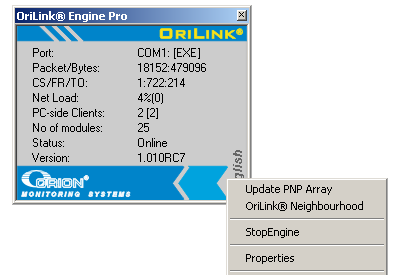 OriLink® Engine Pro
ORILINK®
Port: COM1: [EXE]
Packet/Bytes: 18152:479096
CS/FR/TO: 1:722:214
Net Load: 4%(0)
PC-side Clients: 2 [2]
No of modules: 25
Status: Online
Version: 1.010RC7
ORION®
MONITORING SYSTEMS
Update PNP Array
OriLink® Neighbourhood
StopEngine
Properties